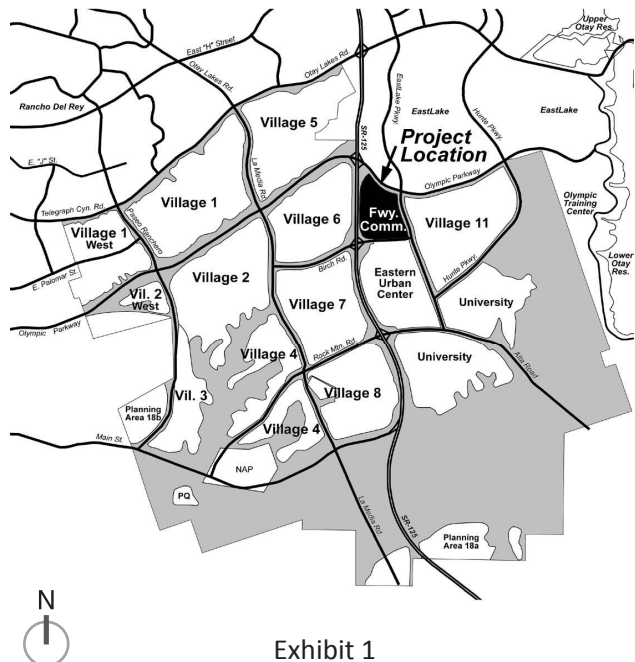 Upper
Otay Res.
East "H" Street
Otay Lakes Rd.
Otay Lakes Rd.
EastLake Pkwy.
EastLake
EastLake
Hunte Pkwy.
Rancho Del Rey
SR-125
Village 5
Project
Location
E. "J" St.
La Media Rd.
Olympic Parkway
Olympic
Training
Center
Telegraph Cyn. Rd.
Paseo Ranchero
Village 1
Village 6
Fwy.
Comm.
Village 11
Village 1
West
Lower
Otay
Res.
E. Palomar St.
Village 2
Birch Rd.
Eastern
Urban
Center
Hunte Pkwy.
Vil. 2
West
Village 7
University
Olympic Parkway
Village 4
Rock Mtn. Rd.
University
Alta Road
Vil. 3
Village 8
Planning
Area 18b
Main St.
Village 4
NAP
PQ
La Media Rd.
SR-125
Planning
Area 18a
N
Exhibit 1